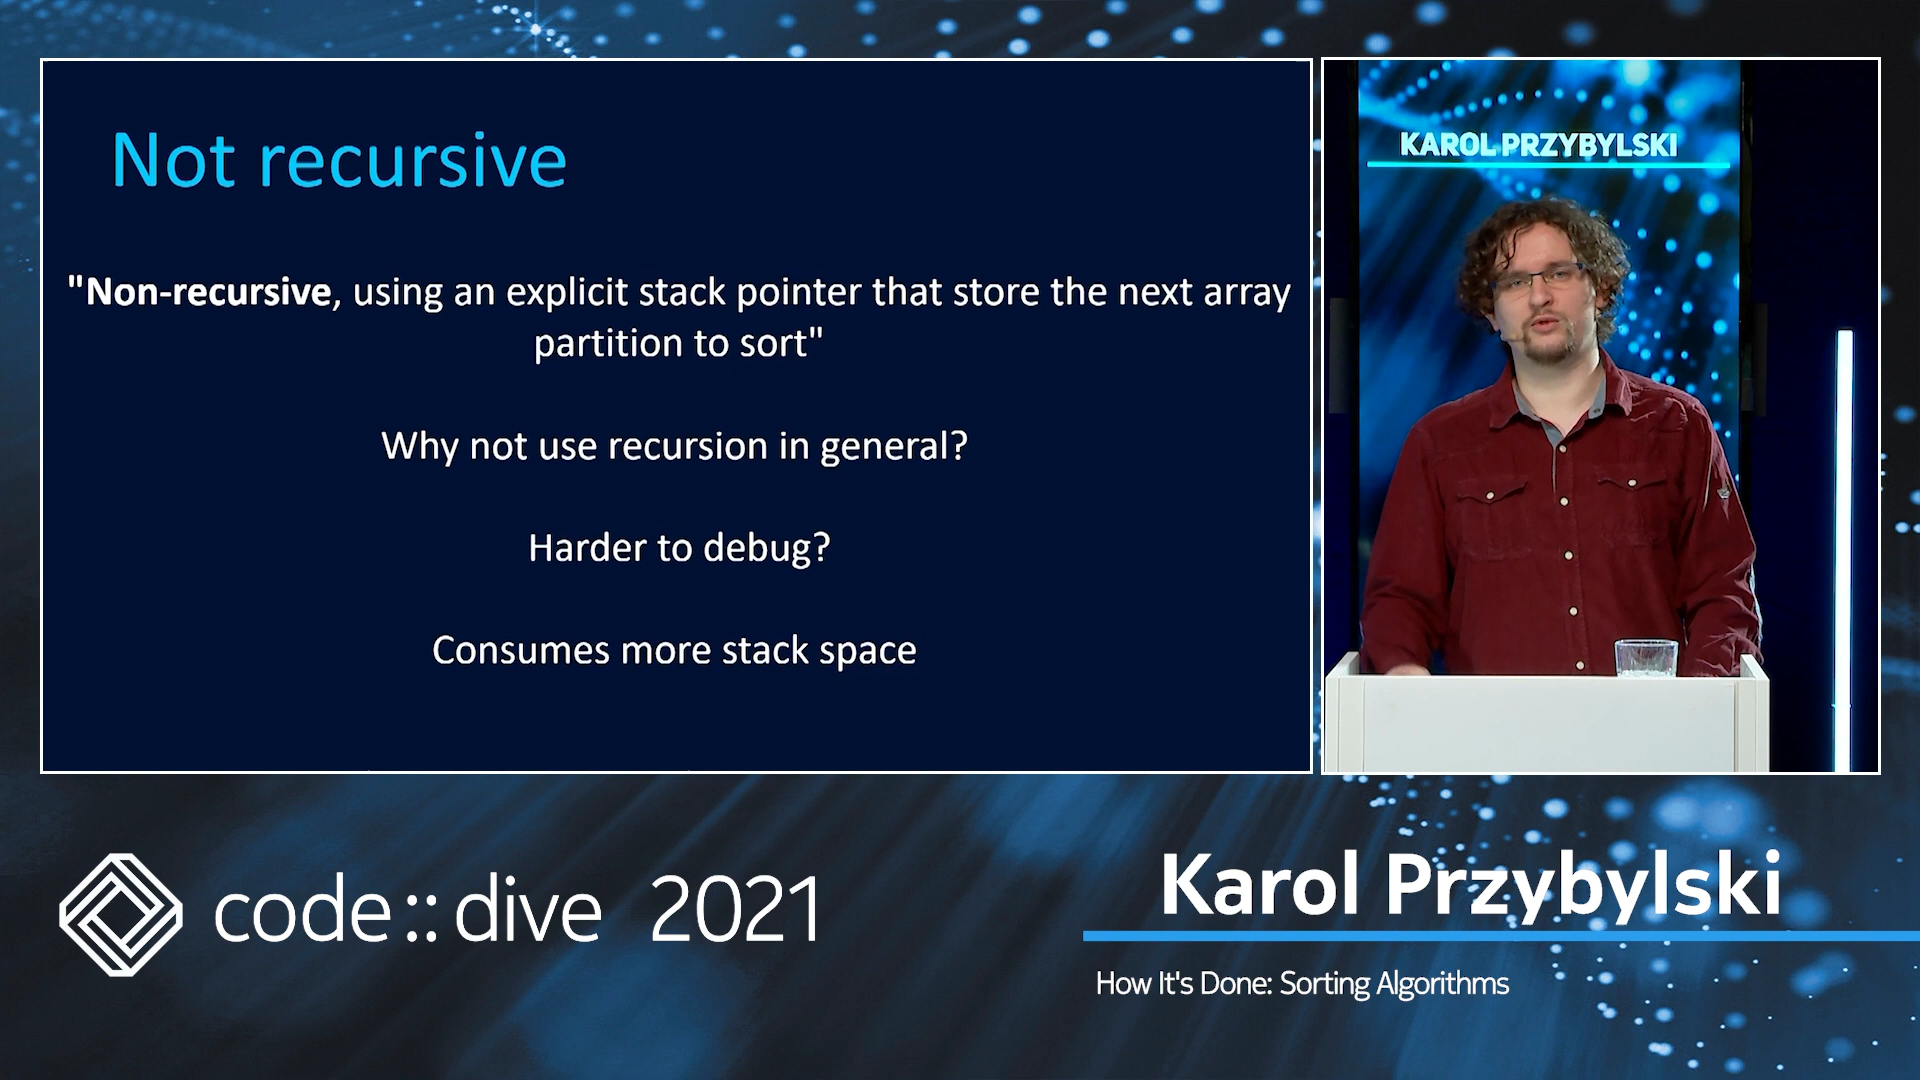 Not recursive
"Non-recursive, using an explicit stack pointer that store the next array
partition to sort"
Why not use recursion in general?
Harder to debug?
Consumes more stack space
KAROL PRZYBYLSKI
code::dive 2021
Karol Przybylski
How It's Done: Sorting Algorithms